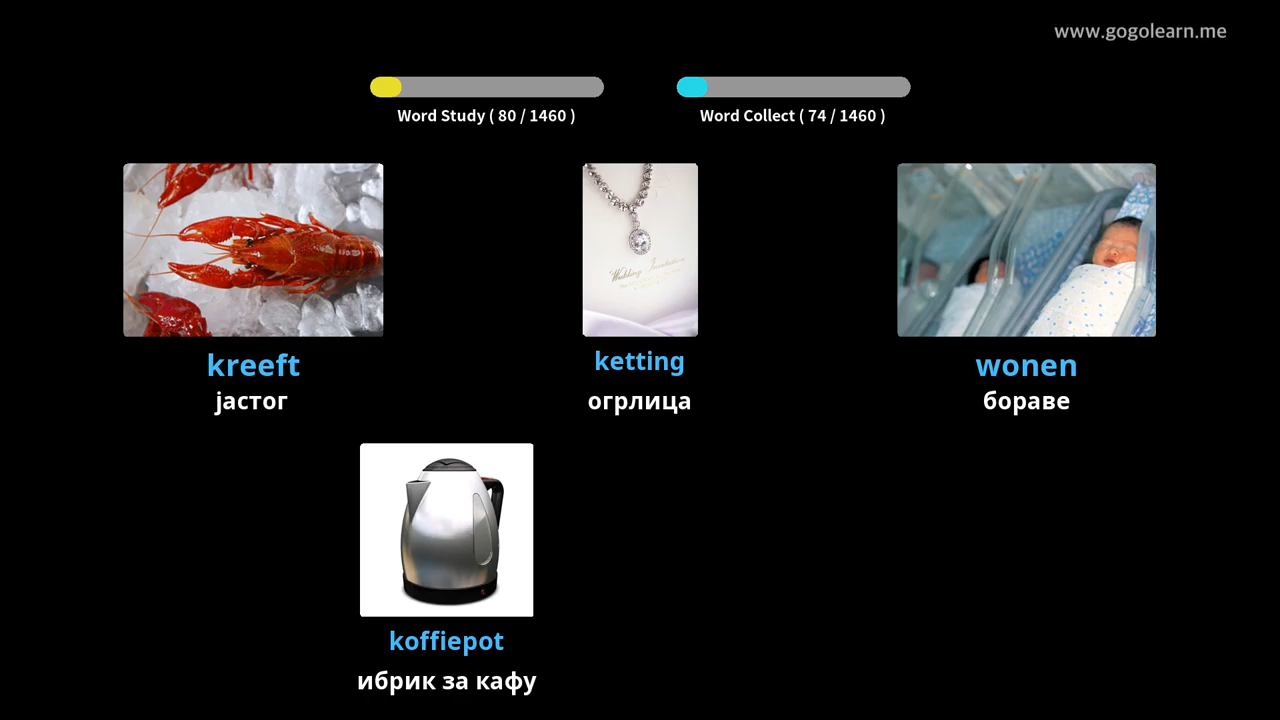 www.gogolearn.me
Word Study ( 80 / 1460 )
Word Collect ( 74 / 1460 )
kreeft
ketting
wonen
јастог
огрлица
бораве
koffiepot
ибрик за кафу